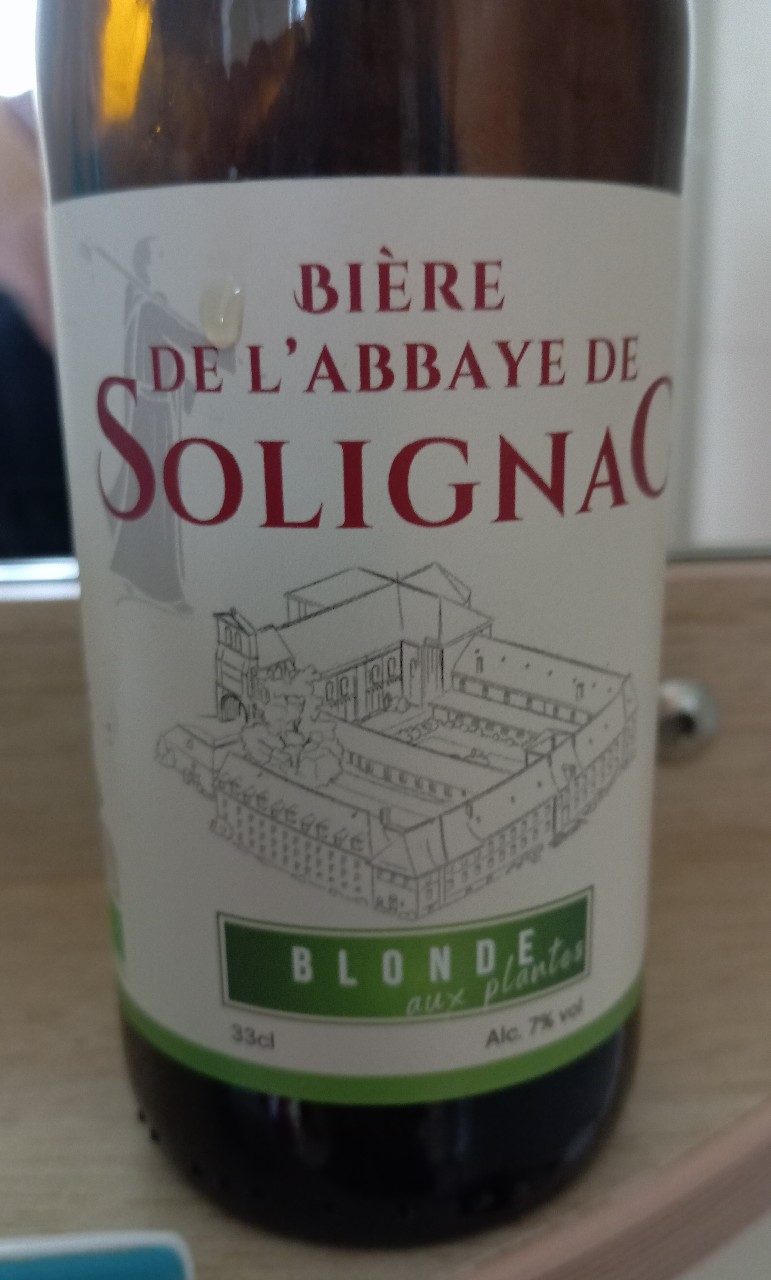 BIÈRE
DE L'ABBAYE DE
SOLIGNAC
BLONDE
aux plantes
33cl Alc. 7% vol